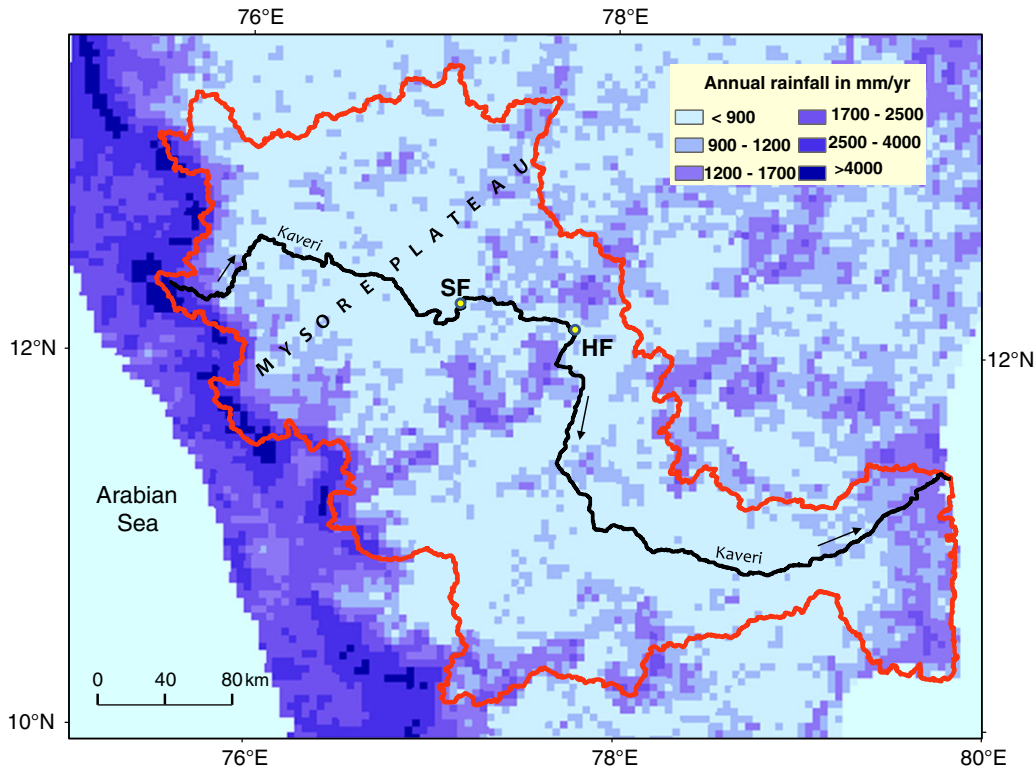 76°E 78°E
Annual rainfall in mm/yr
< 900 1700 - 2500
900 - 1200 2500 - 4000
1200 - 1700 >4000
Kaveri
MYSORE PLATEAU
SF
HF
12°N 12°N
Arabian
Sea
Kaveri
0 40 80 km
10°N
76°E 78°E 80°E